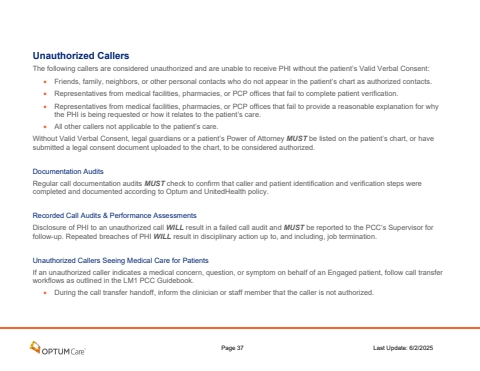 Unauthorized Callers
The following callers are considered unauthorized and are unable to receive PHI without the patient's Valid Verbal Consent:
• Friends, family, neighbors, or other personal contacts who do not appear in the patient's chart as authorized contacts.
• Representatives from medical facilities, pharmacies, or PCP offices that fail to complete patient verification.
• Representatives from medical facilities, pharmacies, or PCP offices that fail to provide a reasonable explanation for why
the PHI is being requested or how it relates to the patient's care.
• All other callers not applicable to the patient's care.
Without Valid Verbal Consent, legal guardians or a patient's Power of Attorney MUST be listed on the patient's chart, or have
submitted a legal consent document uploaded to the chart, to be considered authorized.
Documentation Audits
Regular call documentation audits MUST check to confirm that caller and patient identification and verification steps were
completed and documented according to Optum and UnitedHealth policy.
Recorded Call Audits & Performance Assessments
Disclosure of PHI to an unauthorized call WILL result in a failed call audit and MUST be reported to the PCC's Supervisor for
follow-up. Repeated breaches of PHI WILL result in disciplinary action up to, and including, job termination.
Unauthorized Callers Seeing Medical Care for Patients
If an unauthorized caller indicates a medical concern, question, or symptom on behalf of an Engaged patient, follow call transfer
workflows as outlined in the LM1 PCC Guidebook.
• During the call transfer handoff, inform the clinician or staff member that the caller is not authorized.
OPTUMCare Page 37 Last Update: 6/2/2025